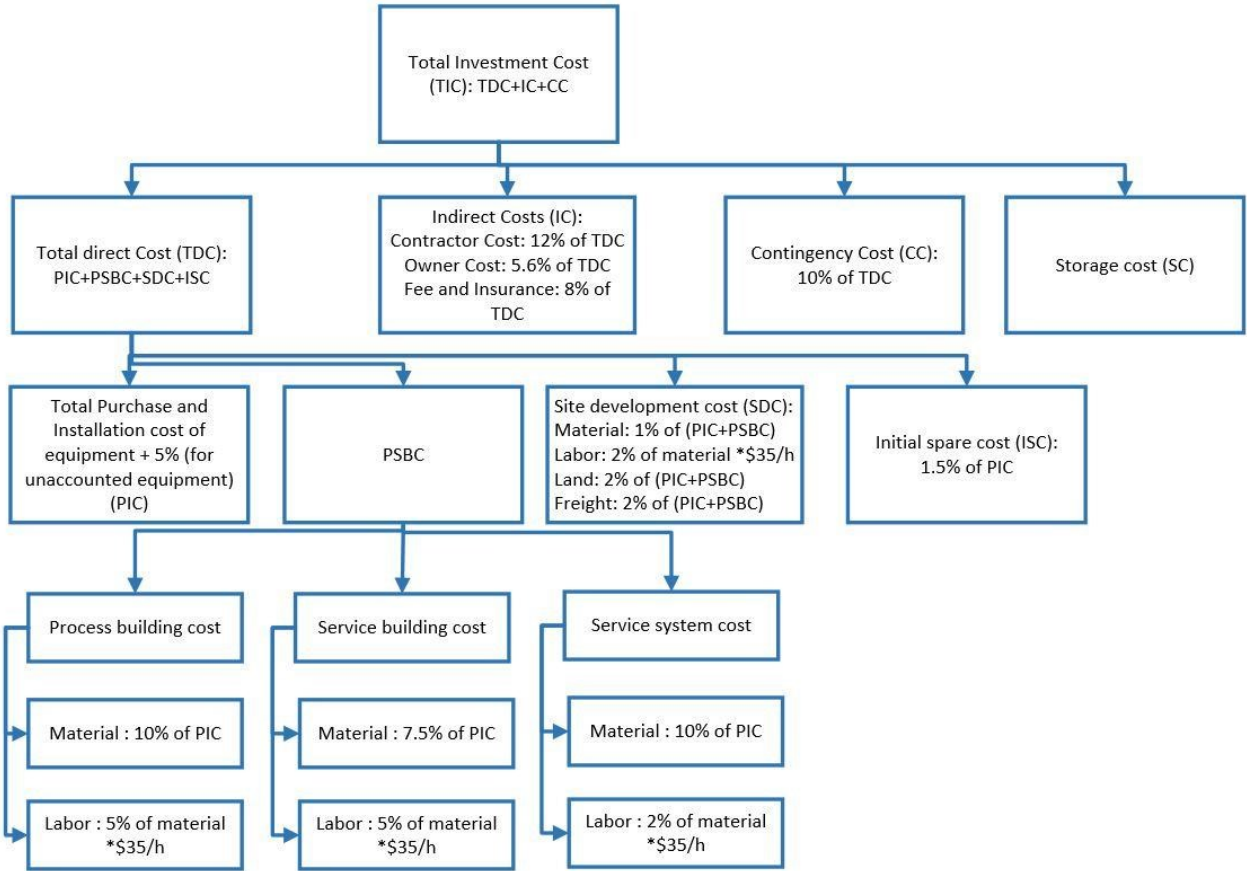 Total Investment Cost
(TIC): TDC+IC+CC
Total direct Cost (TDC):
PIC+PSBC+SDC+ISC
Indirect Costs (IC):
Contractor Cost: 12% of TDC
Owner Cost: 5.6% of TDC
Fee and Insurance: 8% of
TDC
Contingency Cost (CC):
10% of TDC
Storage cost (SC)
Total Purchase and
Installation cost of
equipment + 5% (for
unaccounted equipment)
(PIC)
PSBC
Site development cost (SDC):
Material: 1% of (PIC+PSBC)
Labor: 2% of material *$35/h
Land: 2% of (PIC+PSBC)
Freight: 2% of (PIC+PSBC)
Initial spare cost (ISC):
1.5% of PIC
Process building cost
Service building cost
Service system cost
Material : 10% of PIC
Material : 7.5% of PIC
Material : 10% of PIC
Labor : 5% of material
*$35/h
Labor : 5% of material
*$35/h
Labor : 2% of material
*$35/h